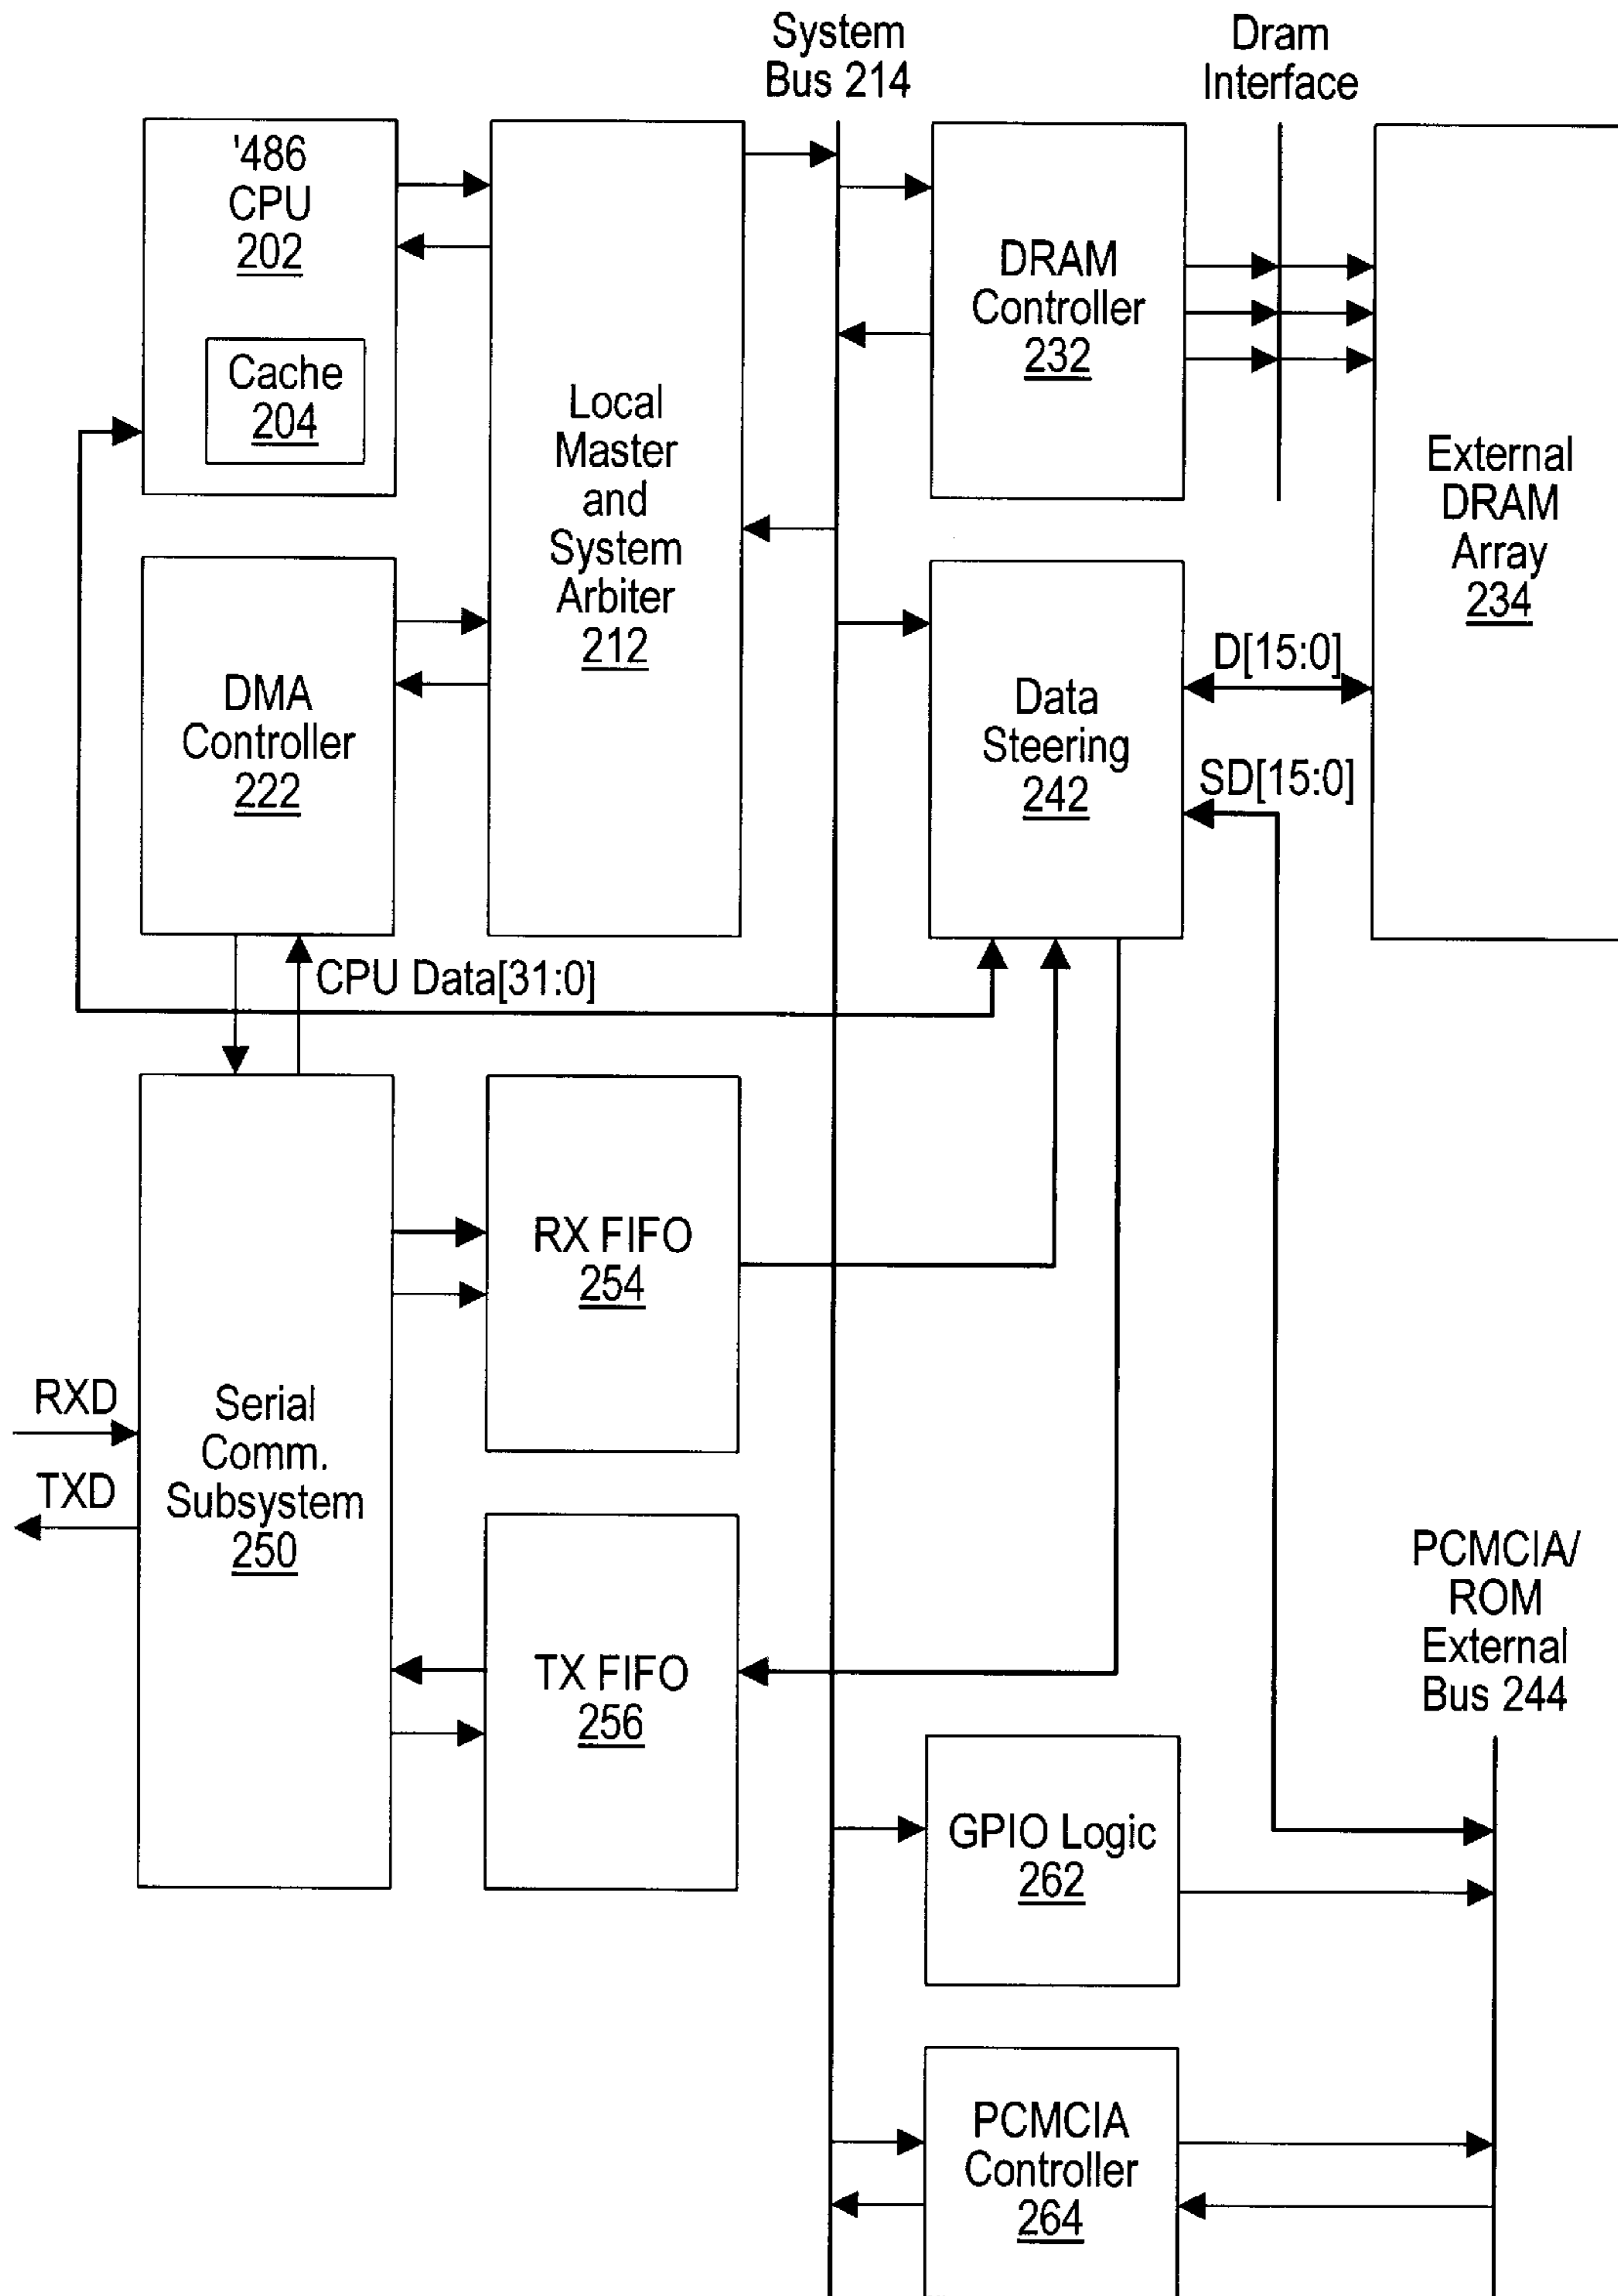 System
Bus 214
Dram
Interface
'486
CPU
202
Cache
204
Local
Master
and
System
Arbiter
212
DRAM
Controller
232
External
DRAM
Array
234
DMA
Controller
222
Data
Steering
242
D[15:0]
SD[15:0]
CPU Data[31:0]
RX FIFO
254
RXD
TXD
Serial
Comm.
Subsystem
250
TX FIFO
256
PCMCIA/
ROM
External
Bus 244
GPIO Logic
262
PCMCIA
Controller
264